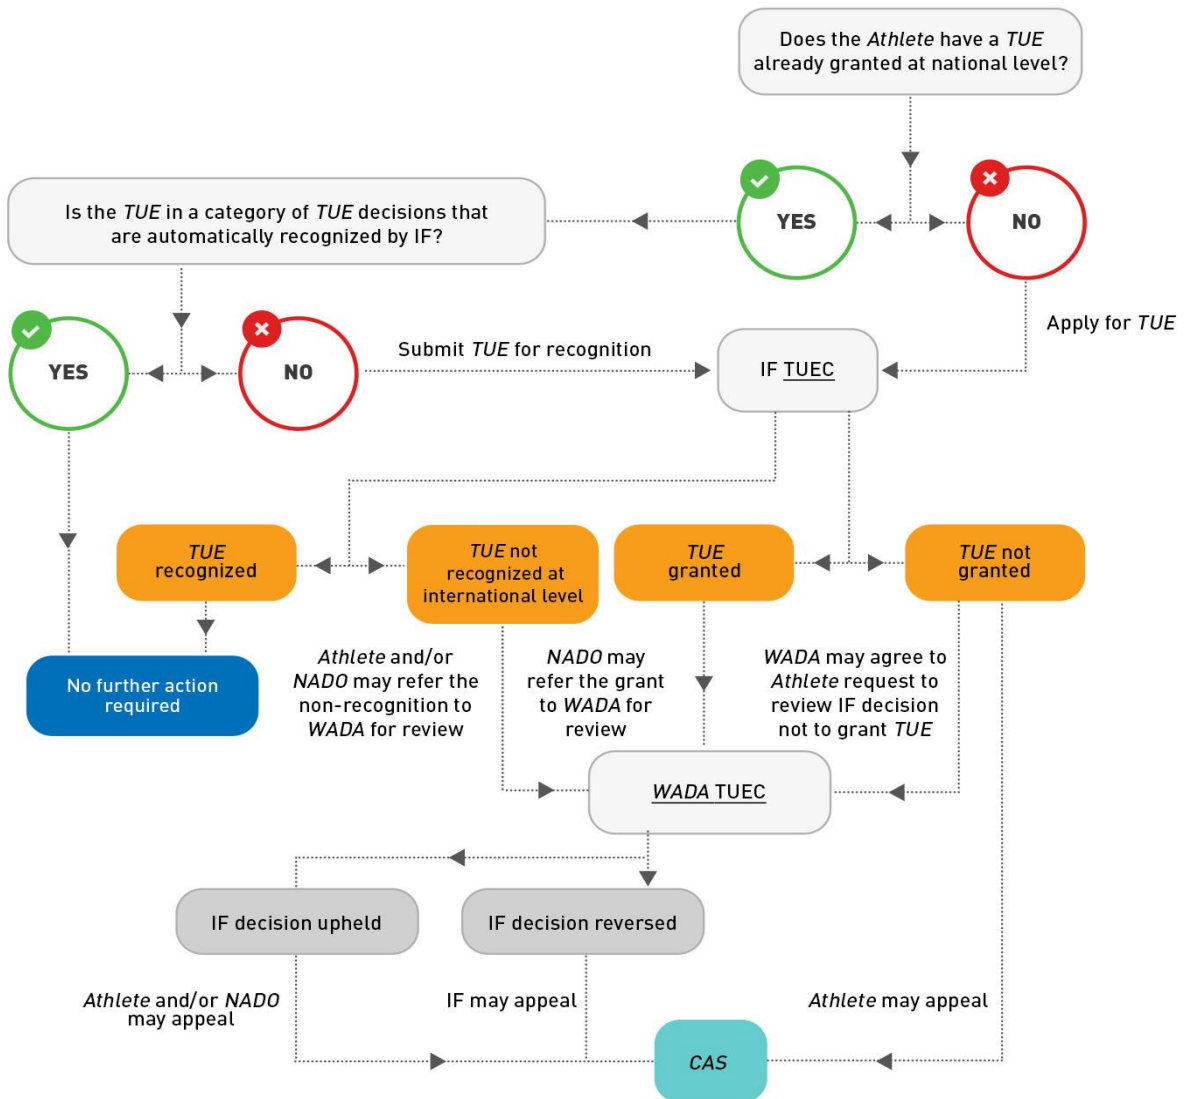 Does the Athlete have a TUE
already granted at national level?
YES
NO
Is the TUE in a category of TUE decisions that
are automatically recognized by IF?
YES
NO
Submit TUE for recognition
IF TUEC
Apply for TUE
TUE
recognized
TUE not
recognized at
international level
TUE
granted
TUE not
granted
No further action
required
Athlete and/or
NADO may refer the
non-recognition to
WADA for review
NADO may
refer the grant
to WADA for
review
WADA may agree to
Athlete request to
review IF decision
not to grant TUE
WADA TUEC
IF decision upheld
IF decision reversed
Athlete and/or NADO
may appeal
IF may appeal
Athlete may appeal
CAS